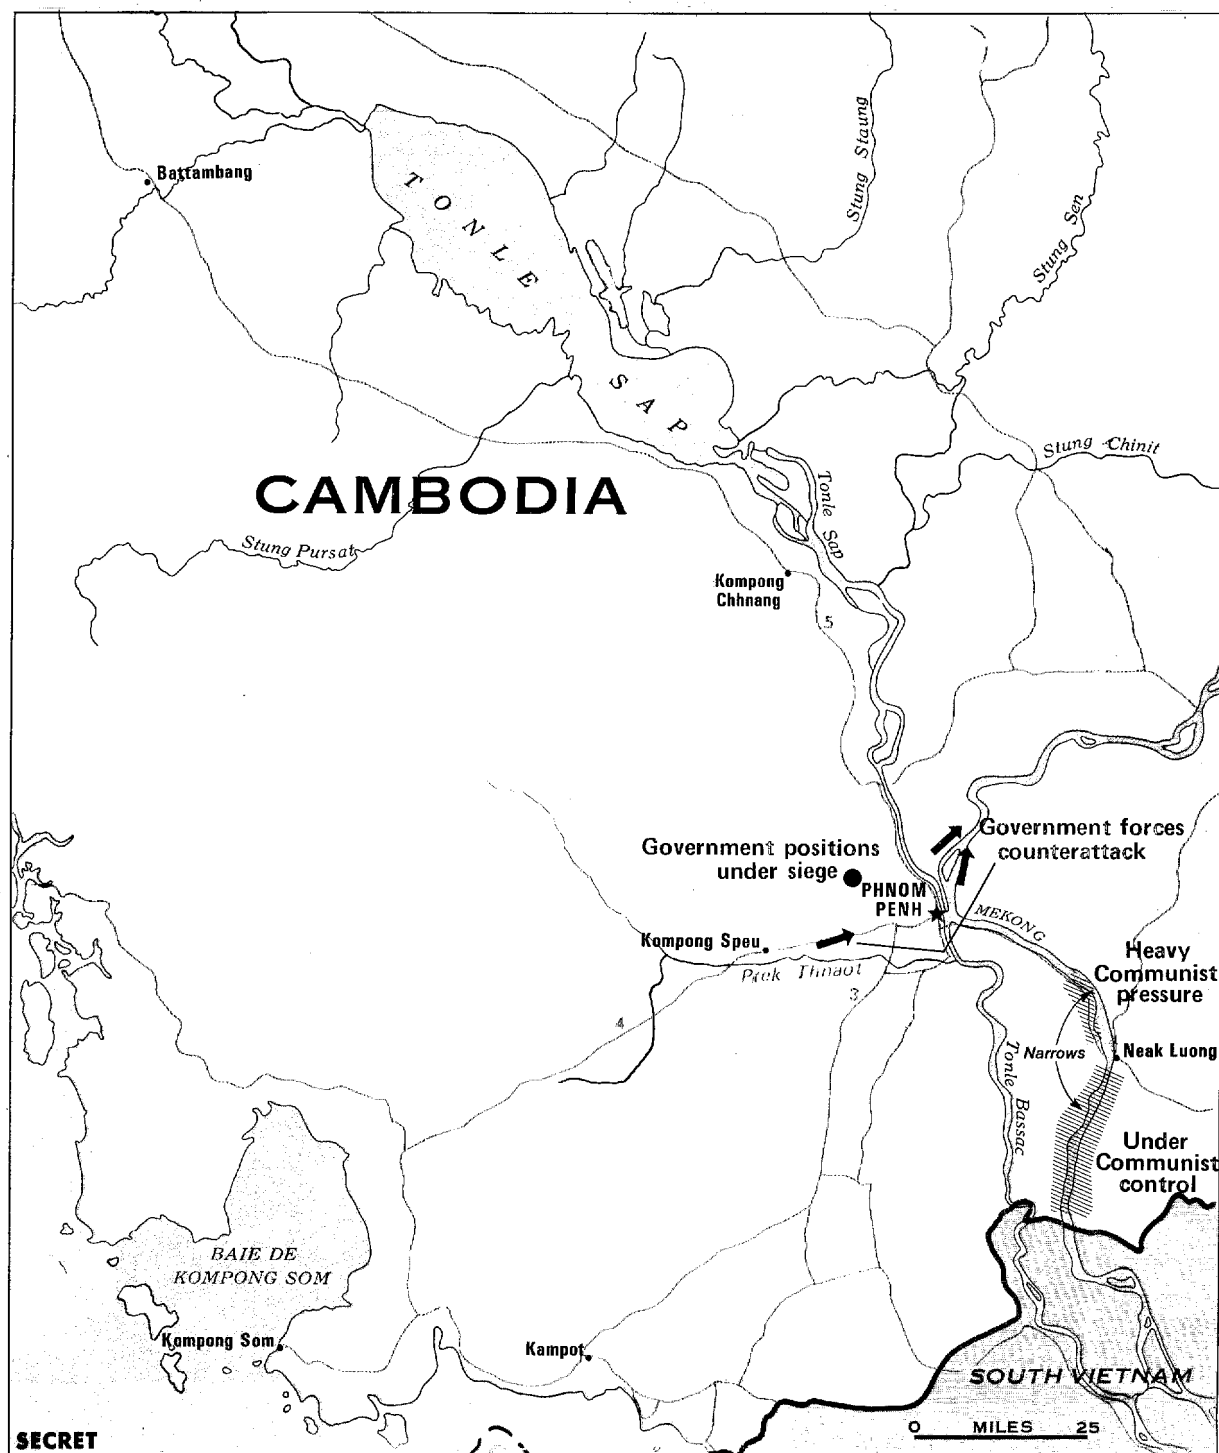 Battambang
TONLE
SAP
Stung Staung
Stung Sen
Stung Chinit
CAMBODIA
Stung Pursat
Tonle Sap
Kompong
Chhnang
5
Government positions
under siege
Government forces
counterattack
PHNOM
PENH
MEKONG
Kompong Speu
Prek Thnaot
3
4
Heavy
Communist
pressure
Narrows
Neak Luong
Tonle Bassac
Under
Communist
control
BAIE DE
KOMPONG SOM
Kompong Som
Kampot
SOUTH VIETNAM
0 MILES 25
SECRET